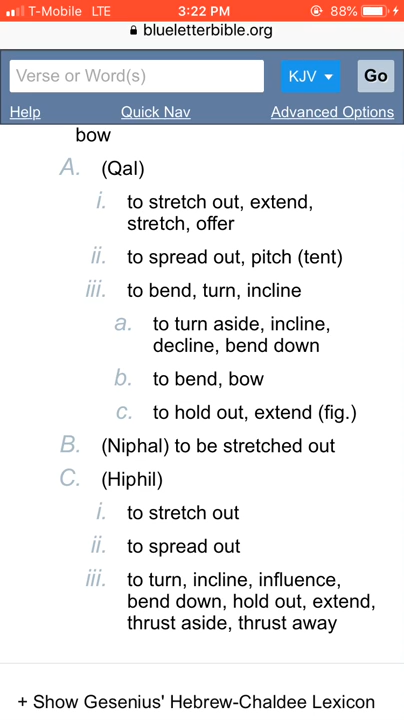 T-Mobile LTE 3:22 PM 88%
blueletterbible.org
Verse or Word(s) KJV Go
Help Quick Nav Advanced Options
bow
A. (Qal)
i. to stretch out, extend,
stretch, offer
ii. to spread out, pitch (tent)
iii. to bend, turn, incline
a. to turn aside, incline,
decline, bend down
b. to bend, bow
c. to hold out, extend (fig.)
B. (Niphal) to be stretched out
C. (Hiphil)
i. to stretch out
ii. to spread out
iii. to turn, incline, influence,
bend down, hold out, extend,
thrust aside, thrust away
+ Show Gesenius' Hebrew-Chaldee Lexicon